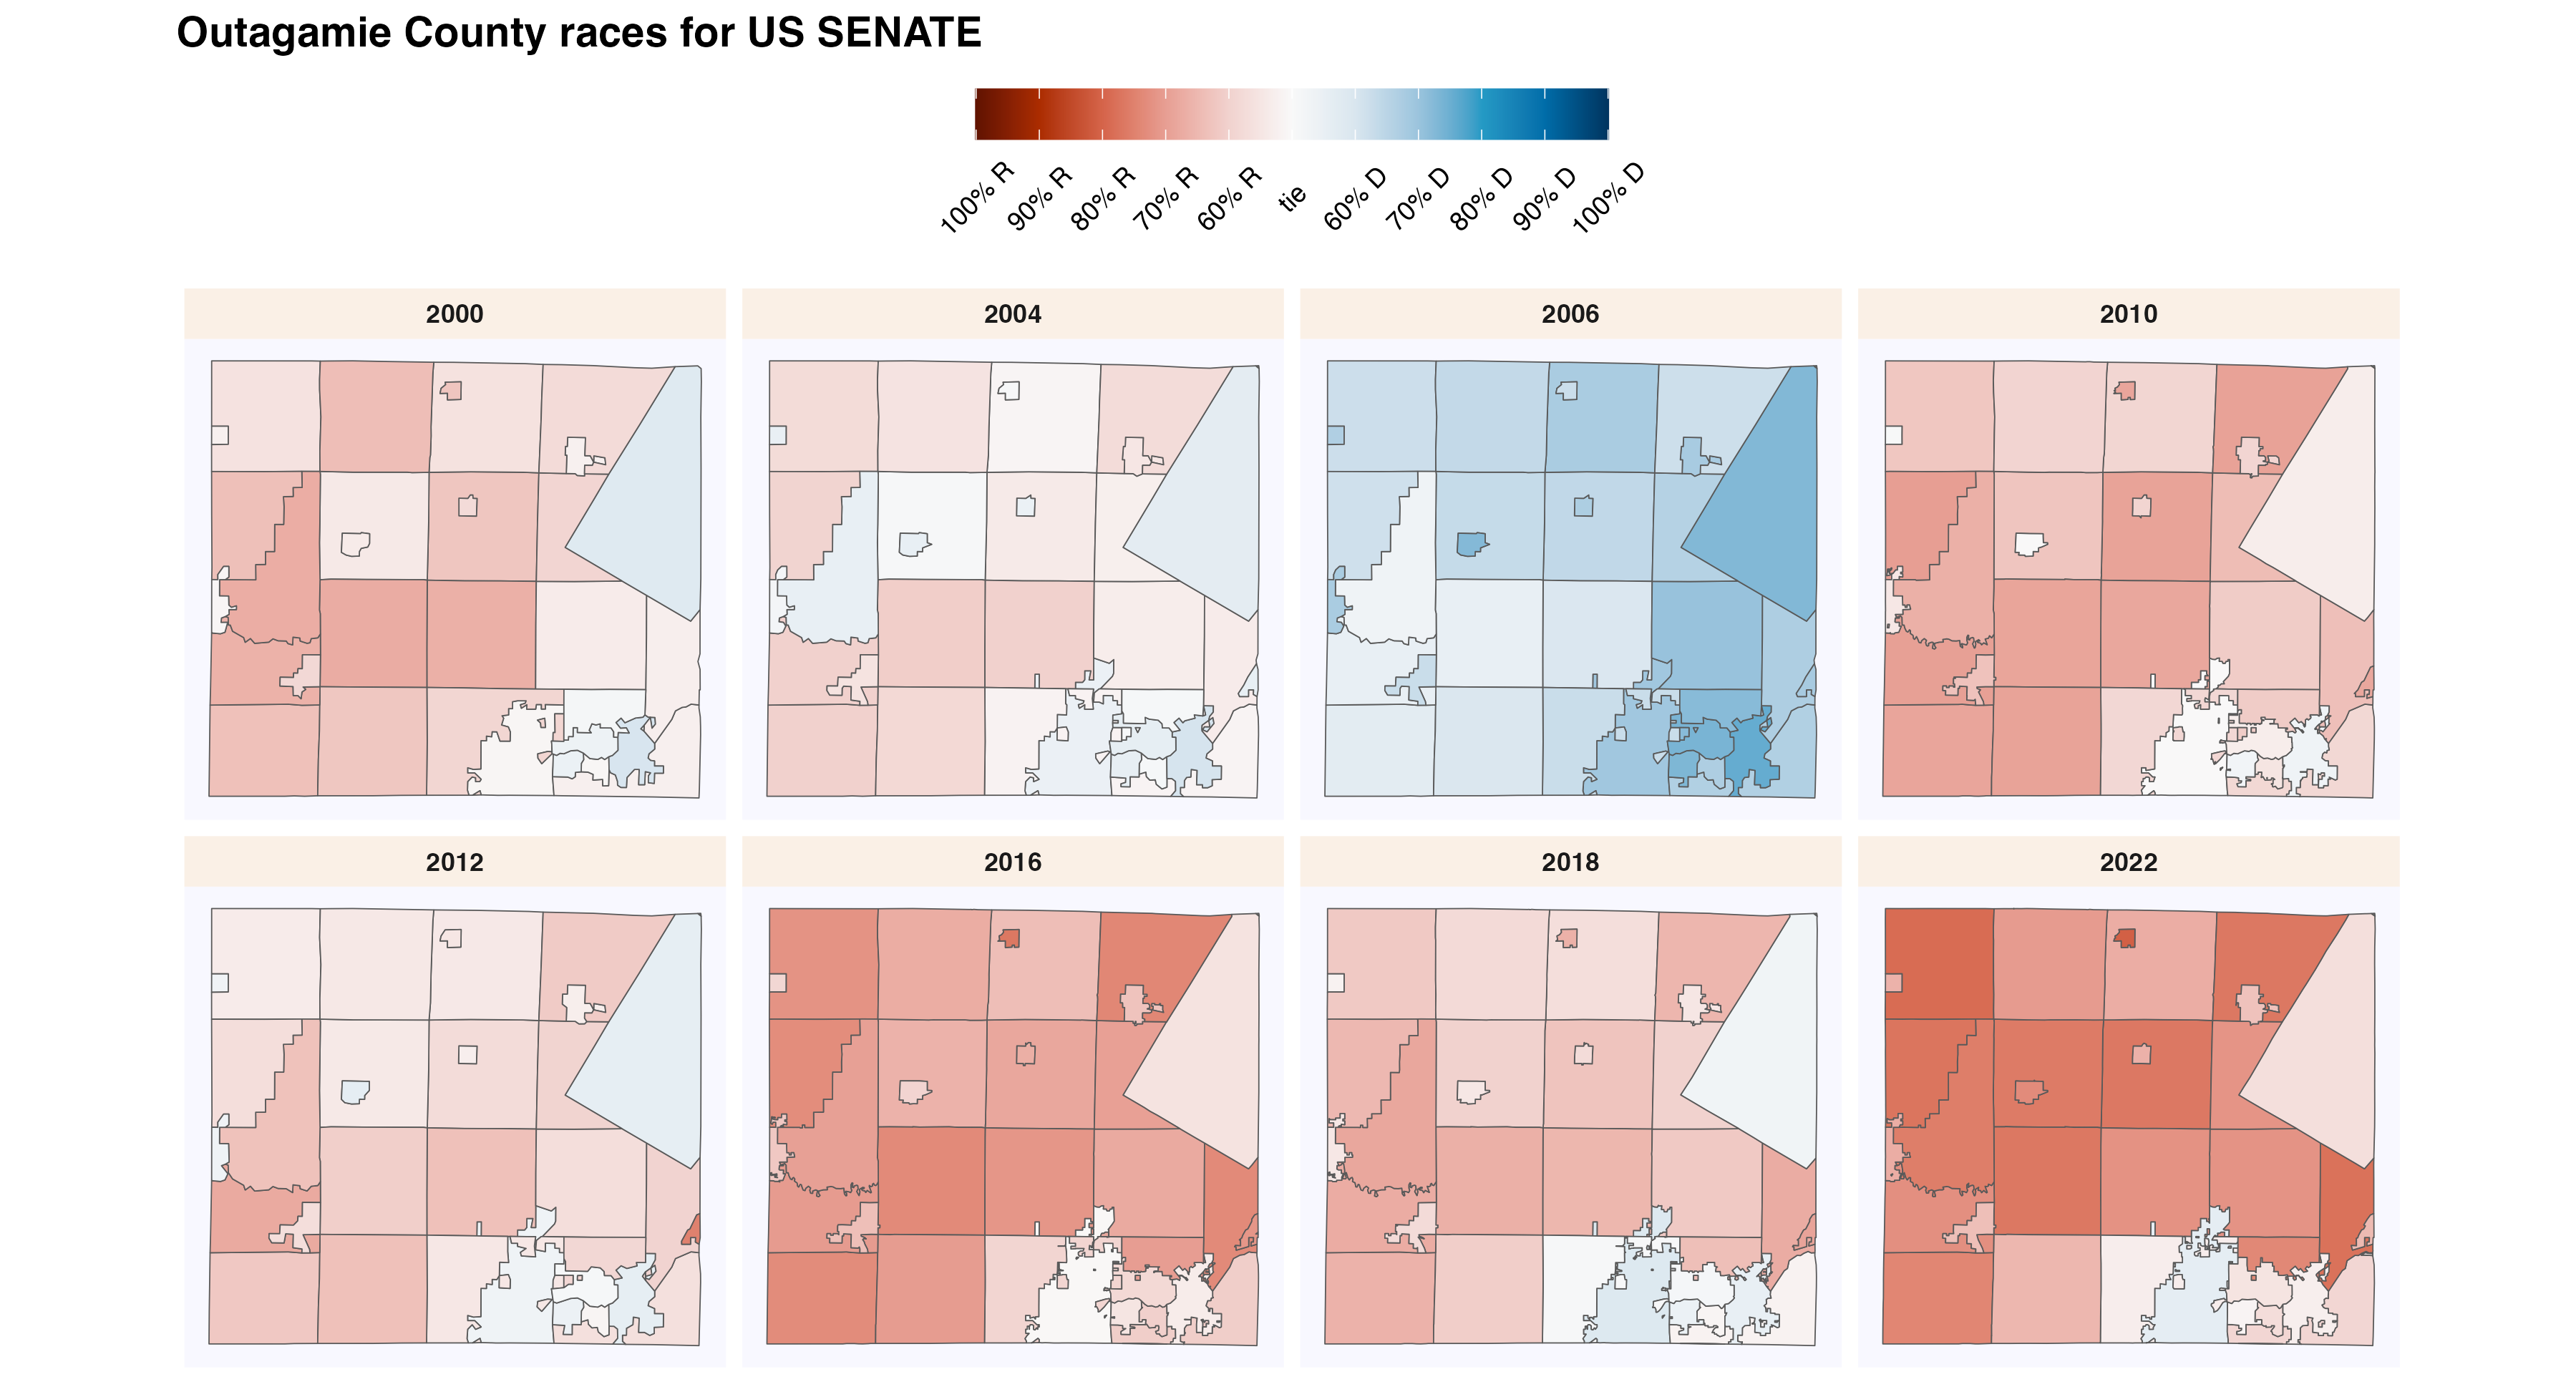 Outagamie County races for US SENATE
100% R 90% R 80% R 70% R 60% R tie 60% D 70% D 80% D 90% D 100% D
2000 2004 2006 2010
2012 2016 2018 2022